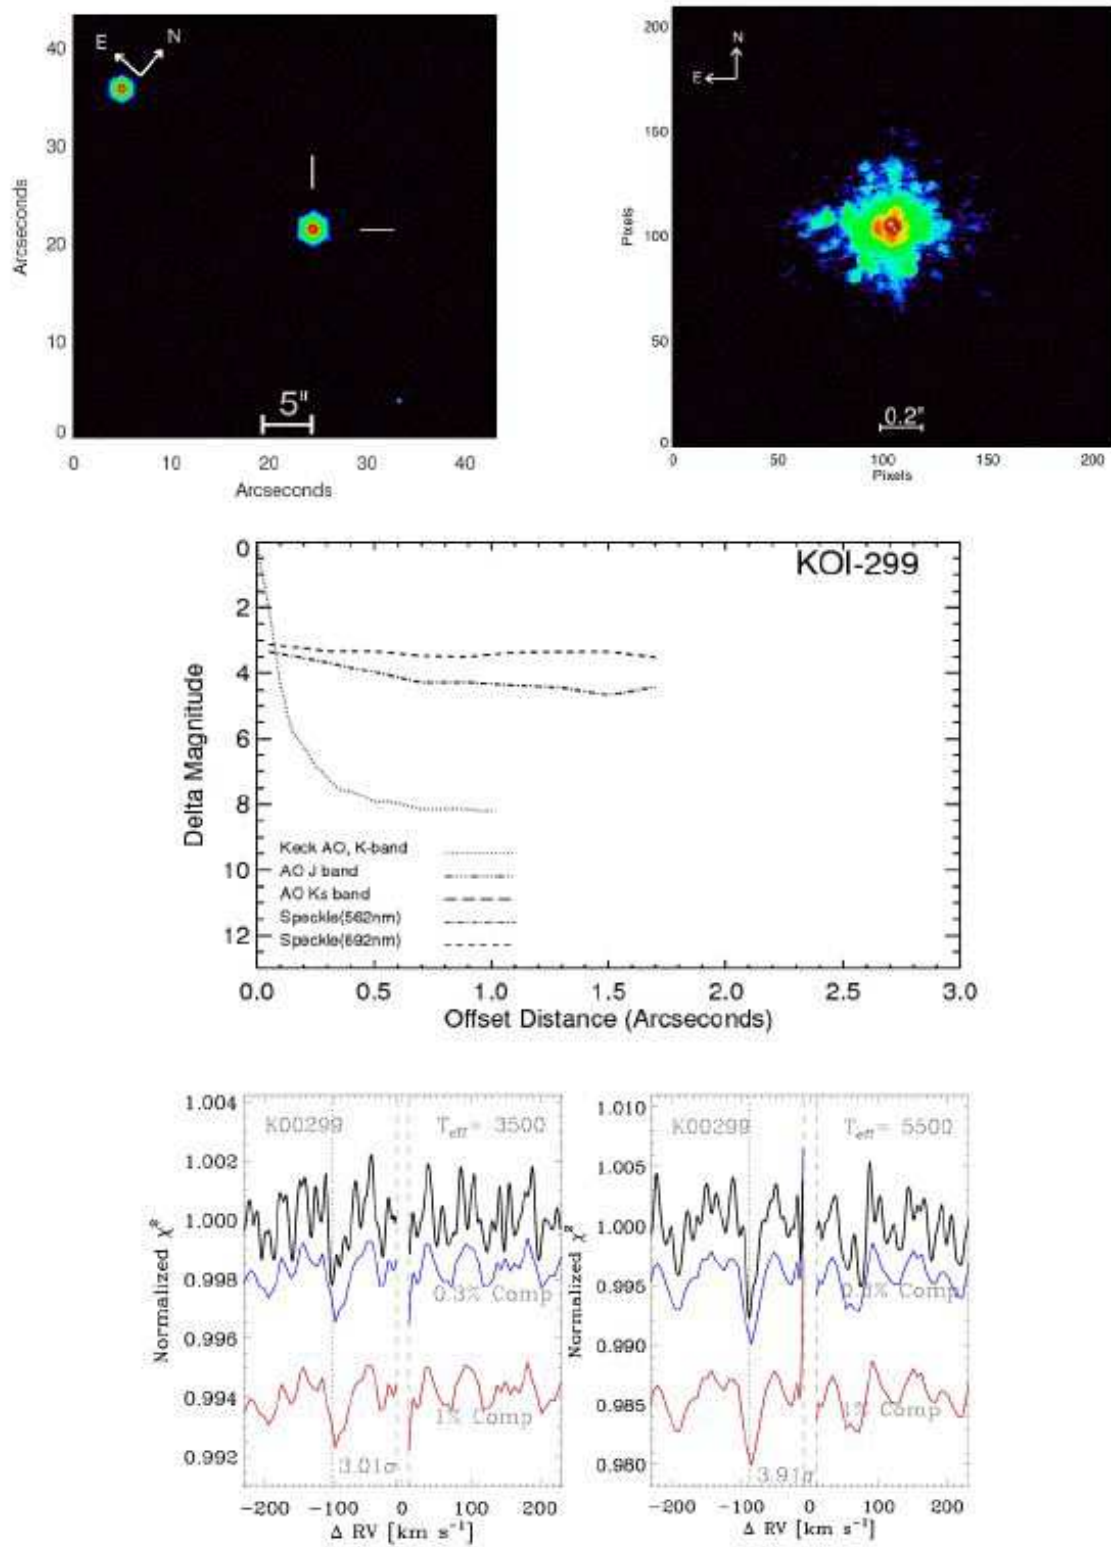 40
E
N
30
Arcseconds
20
10
5"
0
0
10
20
30
40
Arcseconds
200
N
E
150
Pixels
100
50
0.2"
0
0
50
100
150
200
Pixels
0
KOI-299
2
4
Delta Magnitude
6
8
Keck AO, K-band
10
AO J band
AO Ks band
Speckle(562nm)
12
Speckle(692nm)
0.0
0.5
1.0
1.5
2.0
2.5
3.0
Offset Distance (Arcseconds)
1.004
K00299
Teff= 3500
1.002
1.000
Normalized χ²
0.998
0.3% Comp
0.996
0.994
1% Comp
0.992
3.01σ
−200
−100
0
100
200
Δ RV [km s⁻¹]
1.010
K00299
Teff= 5500
1.005
1.000
Normalized χ²
0.995
0.3% Comp
0.990
0.985
1% Comp
0.980
3.91σ
−200
−100
0
100
200
Δ RV [km s⁻¹]